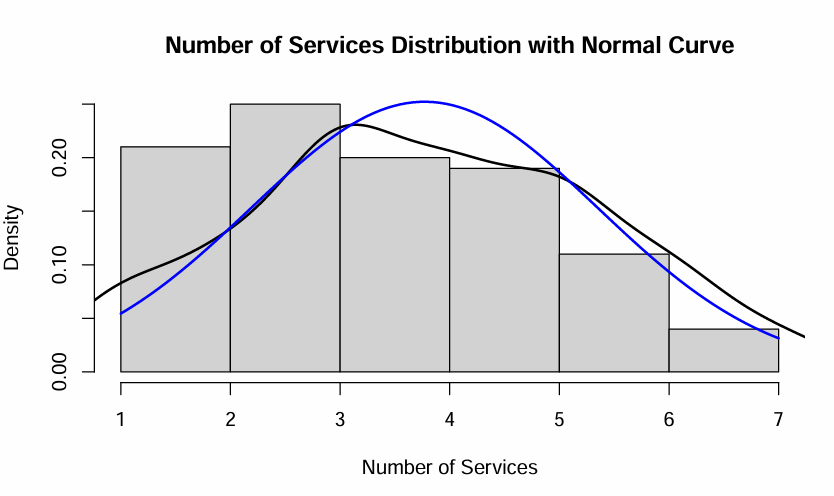 Number of Services Distribution with Normal Curve
Density
0.20
0.10
0.00
1 2 3 4 5 6 7
Number of Services